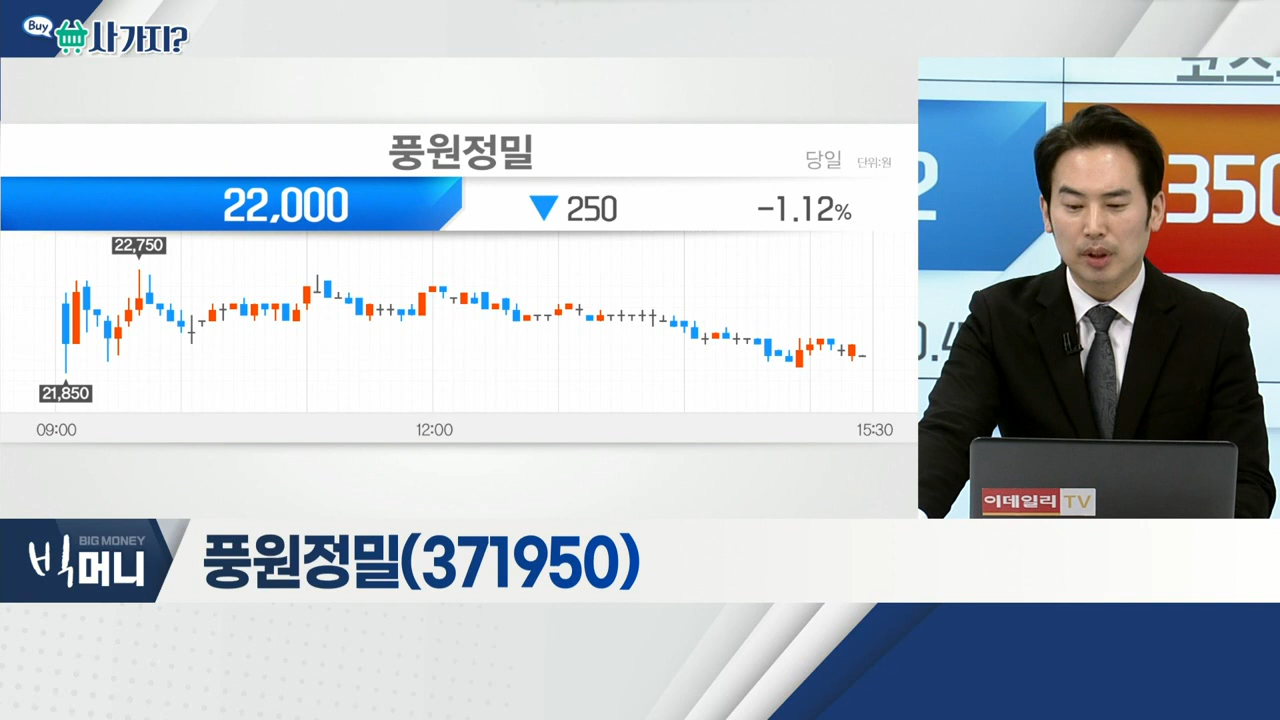 Buy
사가지?
풍원정밀
당일 단위:원
22,000 ▼250 -1.12%
22,750
21,850
09:00 12:00 15:30
350
이데일리TV
BIG MONEY
빅머니
풍원정밀(371950)